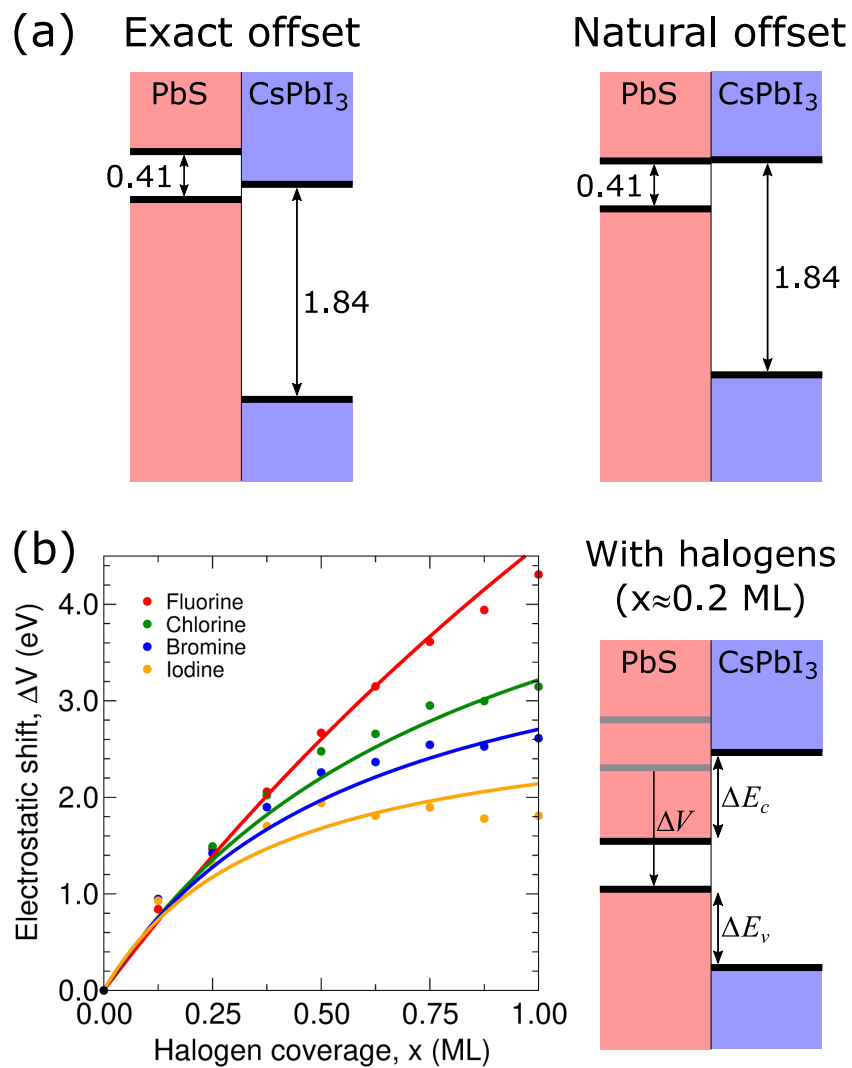 (a) Exact offset Natural offset
PbS CsPbI₃ PbS CsPbI₃
0.41 0.41
1.84 1.84
(b) With halogens
(x≈0.2 ML)
4.0
3.0
2.0
1.0
0.0
Electrostatic shift, ΔV (eV)
Fluorine
Chlorine
Bromine
Iodine
0.00 0.25 0.50 0.75 1.00
Halogen coverage, x (ML)
PbS CsPbI₃
ΔE_c
ΔV
ΔE_v